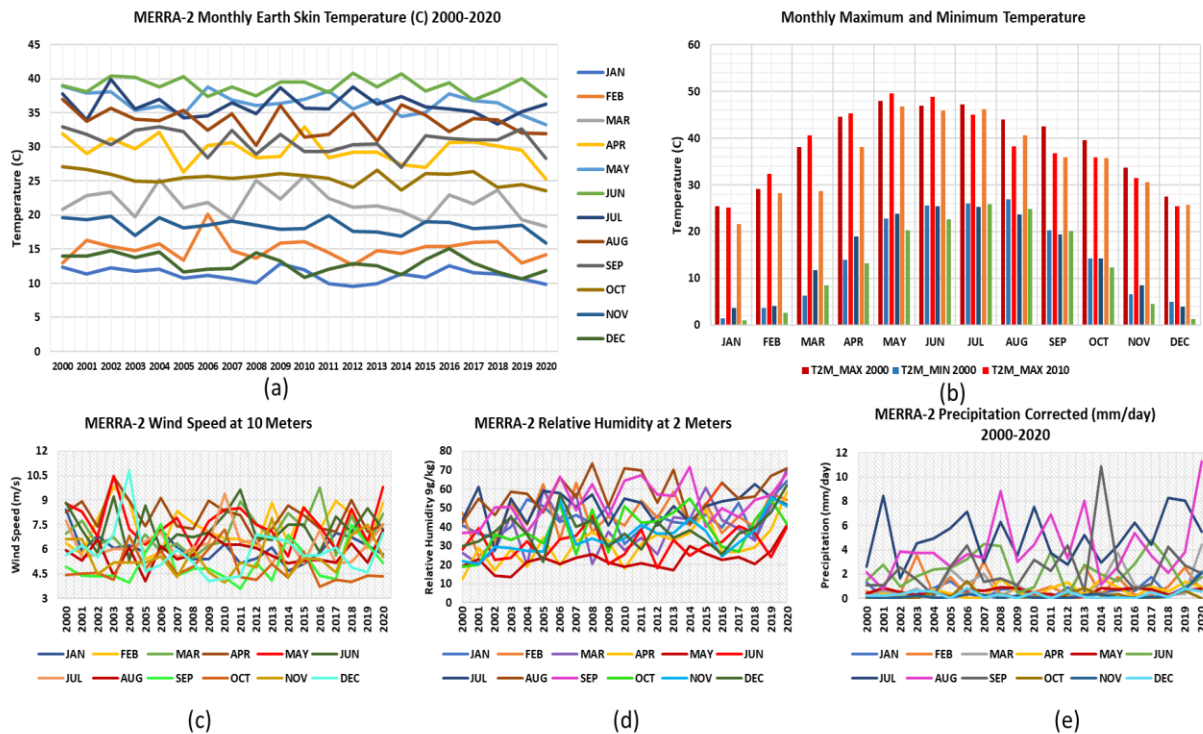 MERRA-2 Monthly Earth Skin Temperature (C) 2000-2020
Temperature (C)
45
40
35
30
25
20
15
10
5
0
2000 2001 2002 2003 2004 2005 2006 2007 2008 2009 2010 2011 2012 2013 2014 2015 2016 2017 2018 2019 2020
JAN
FEB
MAR
APR
MAY
JUN
JUL
AUG
SEP
OCT
NOV
DEC
(a)
Monthly Maximum and Minimum Temperature
Temperature (C)
60
50
40
30
20
10
0
JAN FEB MAR APR MAY JUN JUL AUG SEP OCT NOV DEC
T2M_MAX 2000 T2M_MIN 2000 T2M_MAX 2010
(b)
MERRA-2 Wind Speed at 10 Meters
Wind Speed (m/s)
12
10.5
9
7.5
6
4.5
3
2000 2001 2002 2003 2004 2005 2006 2007 2008 2009 2010 2011 2012 2013 2014 2015 2016 2017 2018 2019 2020
JAN FEB MAR APR MAY JUN
JUL AUG SEP OCT NOV DEC
(c)
MERRA-2 Relative Humidity at 2 Meters
Relative Humidity 9g/kg)
80
70
60
50
40
30
20
10
0
2000 2001 2002 2003 2004 2005 2006 2007 2008 2009 2010 2011 2012 2013 2014 2015 2016 2017 2018 2019 2020
JAN FEB MAR APR MAY JUN
JUL AUG SEP OCT NOV DEC
(d)
MERRA-2 Precipitation Corrected (mm/day)
2000-2020
Precipitation (mm/day)
12
10
8
6
4
2
0
2000 2001 2002 2003 2004 2005 2006 2007 2008 2009 2010 2011 2012 2013 2014 2015 2016 2017 2018 2019 2020
JAN FEB MAR APR MAY JUN
JUL AUG SEP OCT NOV DEC
(e)